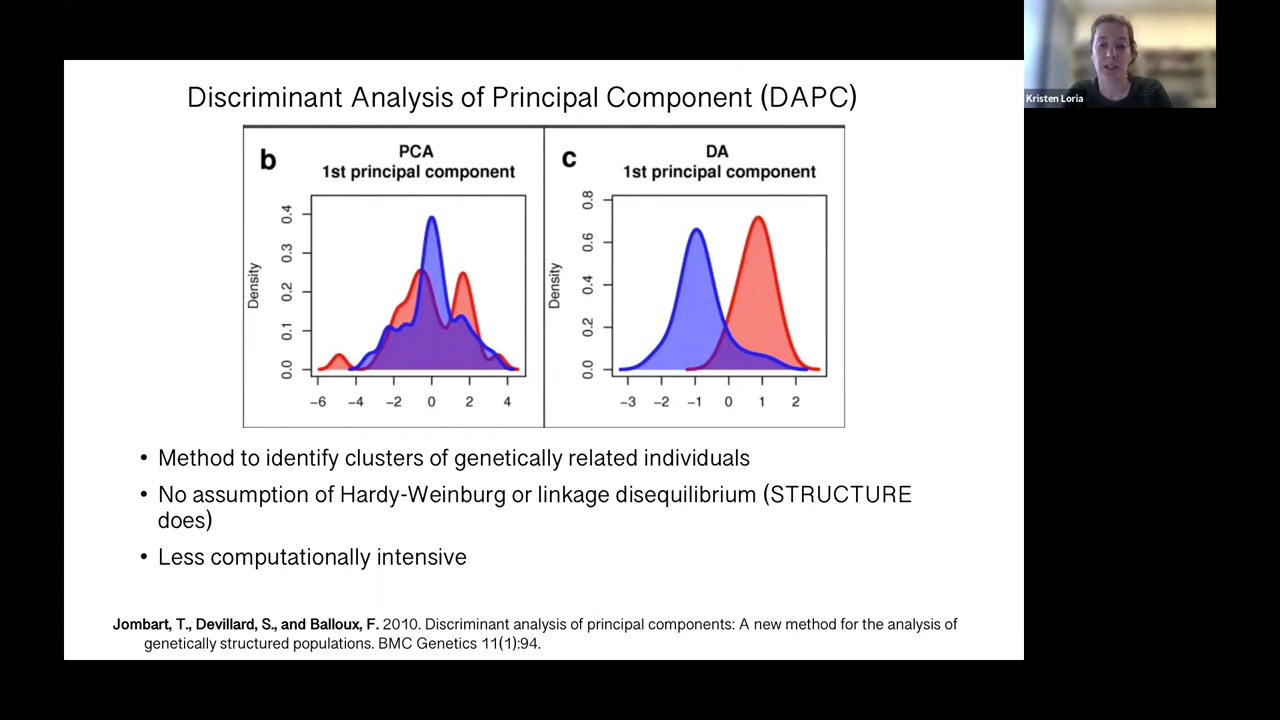 Discriminant Analysis of Principal Component (DAPC)
b
PCA
1st principal component
Density
0.0
0.1
0.2
0.3
0.4
−6 −4 −2 0 2 4
c
DA
1st principal component
Density
0.0
0.2
0.4
0.6
0.8
−3 −2 −1 0 1 2
• Method to identify clusters of genetically related individuals
• No assumption of Hardy-Weinburg or linkage disequilibrium (STRUCTURE
does)
• Less computationally intensive
Jombart, T., Devillard, S., and Balloux, F. 2010. Discriminant analysis of principal components: A new method for the analysis of
genetically structured populations. BMC Genetics 11(1):94.
Kristen Loria